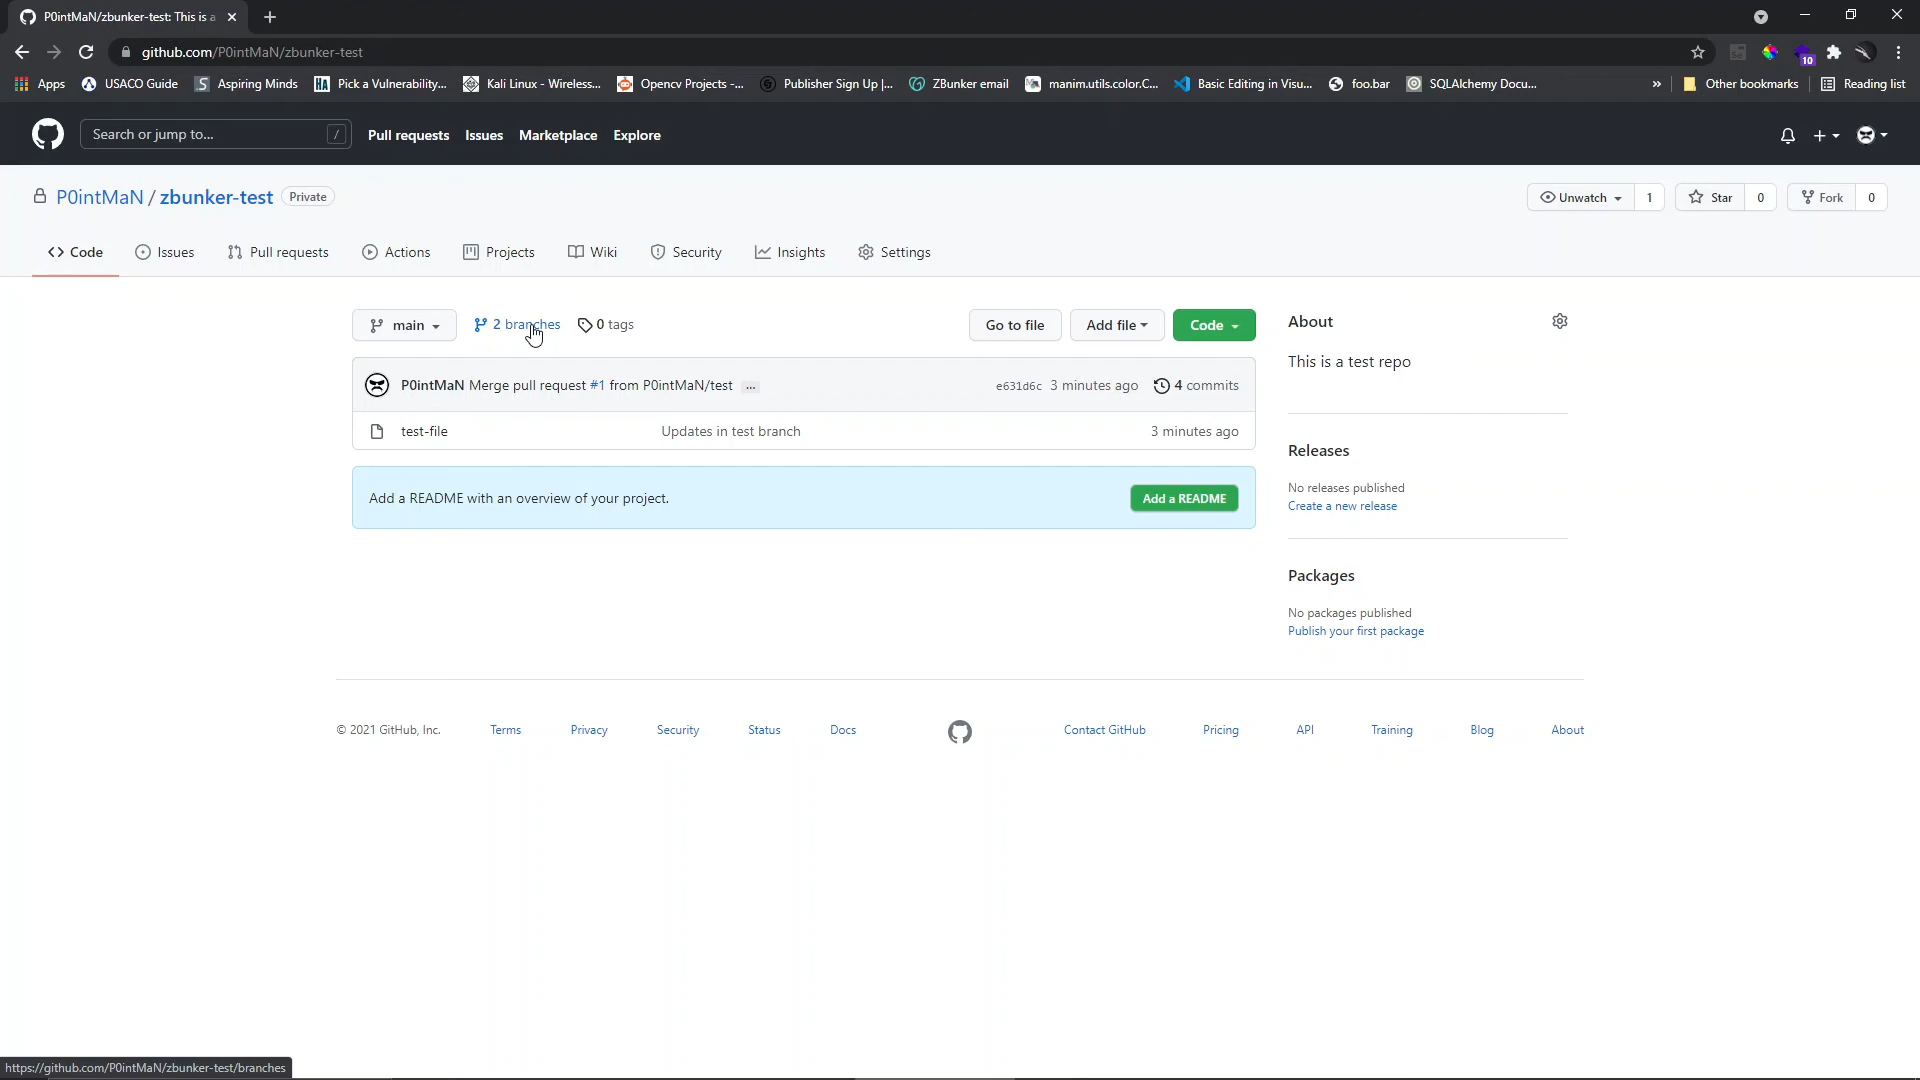 P0intMaN/zbunker-test: This is a
github.com/P0intMaN/zbunker-test
10
Apps
USACO Guide
Aspiring Minds
Pick a Vulnerability...
Kali Linux - Wireless...
Opencv Projects -...
Publisher Sign Up |...
ZBunker email
manim.utils.color.C...
Basic Editing in Visu...
foo.bar
SQLAlchemy Docu...
»
Other bookmarks
Reading list
Search or jump to...
/
Pull requests
Issues
Marketplace
Explore
P0intMaN / zbunker-test
Private
Unwatch
1
Star
0
Fork
0
Code
Issues
Pull requests
Actions
Projects
Wiki
Security
Insights
Settings
main
2 branches
0 tags
Go to file
Add file
Code
P0intMaN Merge pull request #1 from P0intMaN/test ...
e631d6c 3 minutes ago
4 commits
test-file
Updates in test branch
3 minutes ago
Add a README with an overview of your project.
Add a README
About
This is a test repo
Releases
No releases published
Create a new release
Packages
No packages published
Publish your first package
© 2021 GitHub, Inc.
Terms
Privacy
Security
Status
Docs
Contact GitHub
Pricing
API
Training
Blog
About
https://github.com/P0intMaN/zbunker-test/branches